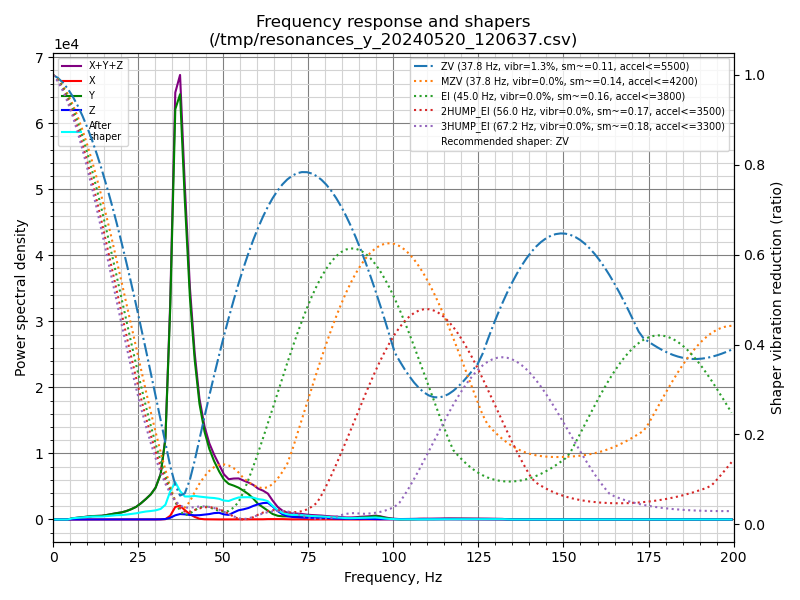 Frequency response and shapers
(/tmp/resonances_y_20240520_120637.csv)
1e4
X+Y+Z
X
Y
Z
After
shaper
ZV (37.8 Hz, vibr=1.3%, sm~=0.11, accel<=5500)
MZV (37.8 Hz, vibr=0.0%, sm~=0.14, accel<=4200)
EI (45.0 Hz, vibr=0.0%, sm~=0.16, accel<=3800)
2HUMP_EI (56.0 Hz, vibr=0.0%, sm~=0.17, accel<=3500)
3HUMP_EI (67.2 Hz, vibr=0.0%, sm~=0.18, accel<=3300)
Recommended shaper: ZV
Power spectral density
7
6
5
4
3
2
1
0
1.0
0.8
0.6
0.4
0.2
0.0
Shaper vibration reduction (ratio)
0 25 50 75 100 125 150 175 200
Frequency, Hz